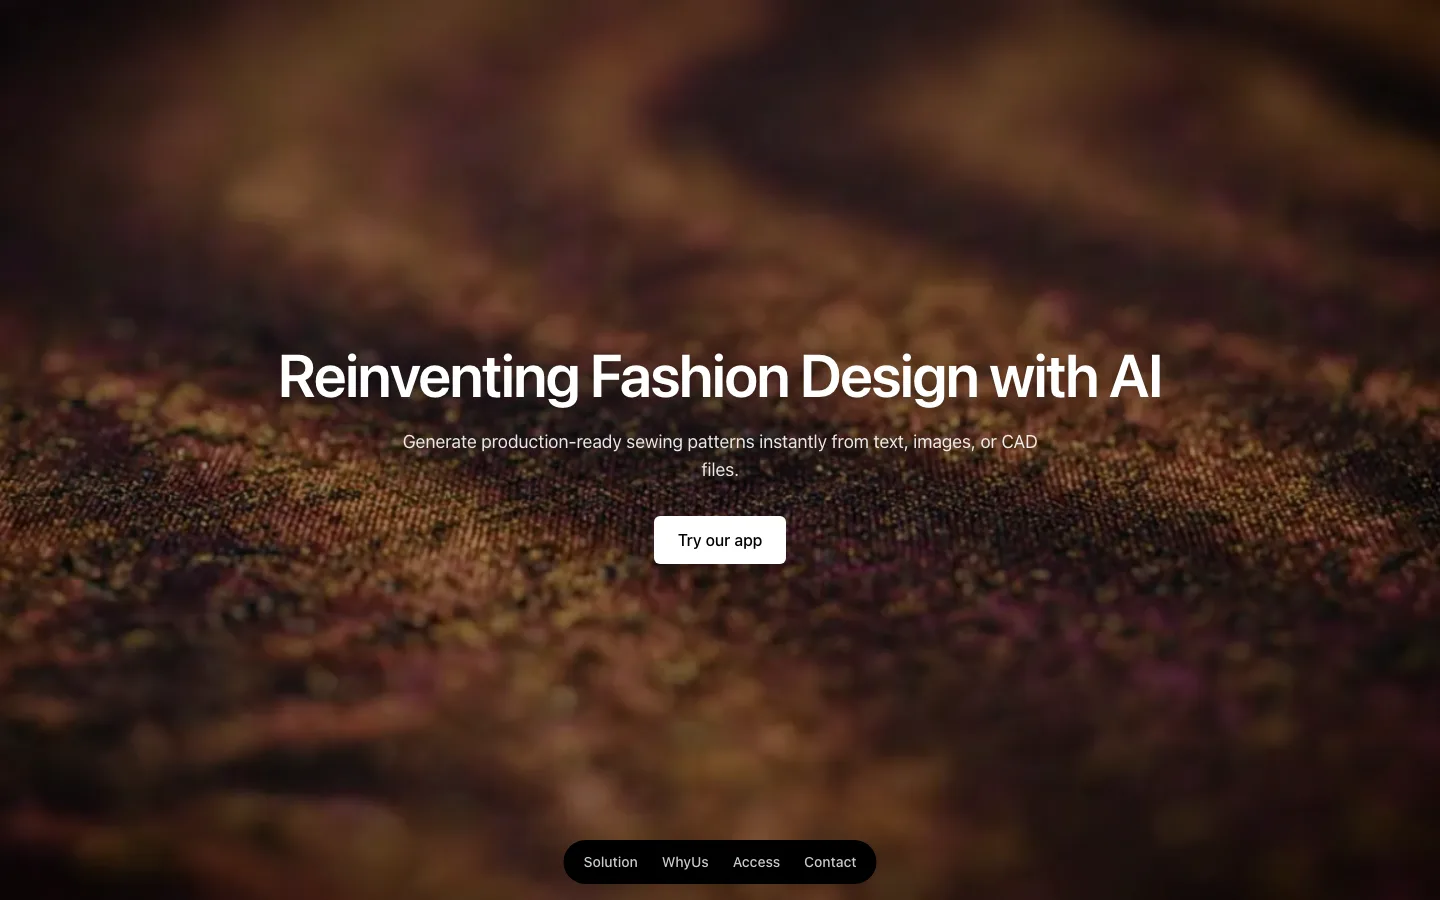 Reinventing Fashion Design with AI
Generate production-ready sewing patterns instantly from text, images, or CAD
files.
Try our app
Solution WhyUs Access Contact